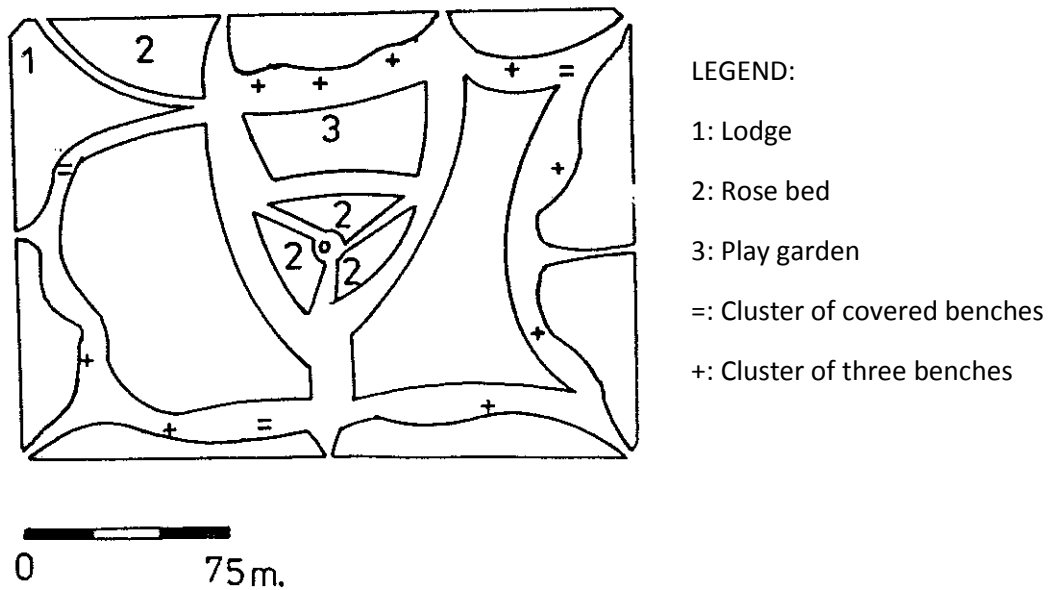 1
2
3
2
2
2
LEGEND:
1: Lodge
2: Rose bed
3: Play garden
=: Cluster of covered benches
+: Cluster of three benches
0 75m.